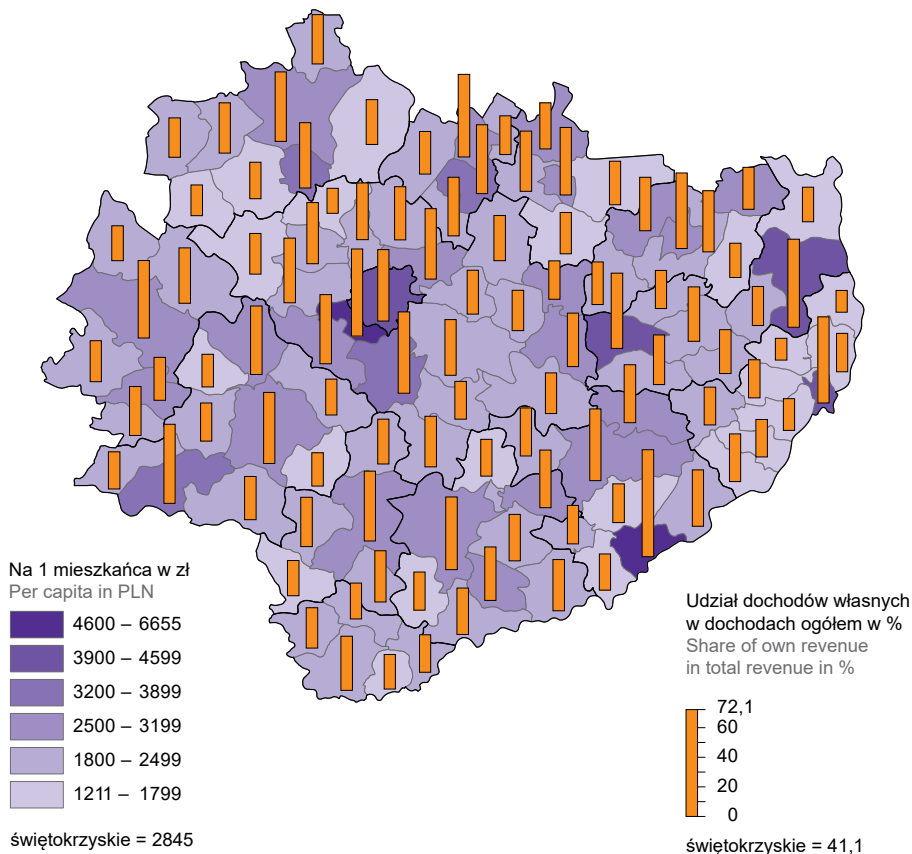 Na 1 mieszkańca w zł
Per capita in PLN
4600 – 6655
3900 – 4599
3200 – 3899
2500 – 3199
1800 – 2499
1211 – 1799
świętokrzyskie = 2845
Udział dochodów własnych
w dochodach ogółem w %
Share of own revenue
in total revenue in %
72,1
60
40
20
0
świętokrzyskie = 41,1